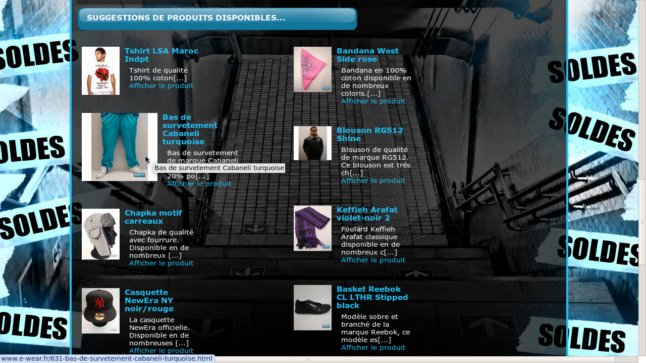 SUGGESTIONS DE PRODUITS DISPONIBLES...
SOLDES
SOLDES
Tshirt LSA Maroc
Indpt
Tshirt de qualité
100% coton[...]
Afficher le produit
Bandana West
Side rose
Bandana en 100%
coton disponible en
de nombreux
coloris.[...]
Afficher le produit
Bas de
survetement
Cabaneli
turquoise
Bas de survetement
de marque Cabaneli
Bas de survetement Cabaneli turquoise
20% po[...]
Afficher le produit
Blouson RG512
Shine
Blouson de qualité
de marque RG512.
Ce blouson est trés
ch[...]
Afficher le produit
SOLDES
OLDES
Chapka motif
carreaux
Chapka de qualité
avec fourrure.
Disponible en de
nombreux c[...]
Afficher le produit
Keffieh Arafat
violet-noir 2
Foulard Keffieh
Arafat classique
disponible en de
nombreux c[...]
Afficher le produit
SOLDES
SOLDES
Casquette
NewEra NY
noir/rouge
La casquette
NewEra officielle.
Disponible en de
nombreuses [...]
Afficher le produit
Basket Reebok
CL LTHR Stipped
black
Modèle sobre et
branché de la
marque Reebok, ce
modèle es[...]
Afficher le produit
SOLDES
SOLDES
www.e-wear.fr/631-bas-de-survetement-cabaneli-turquoise.html